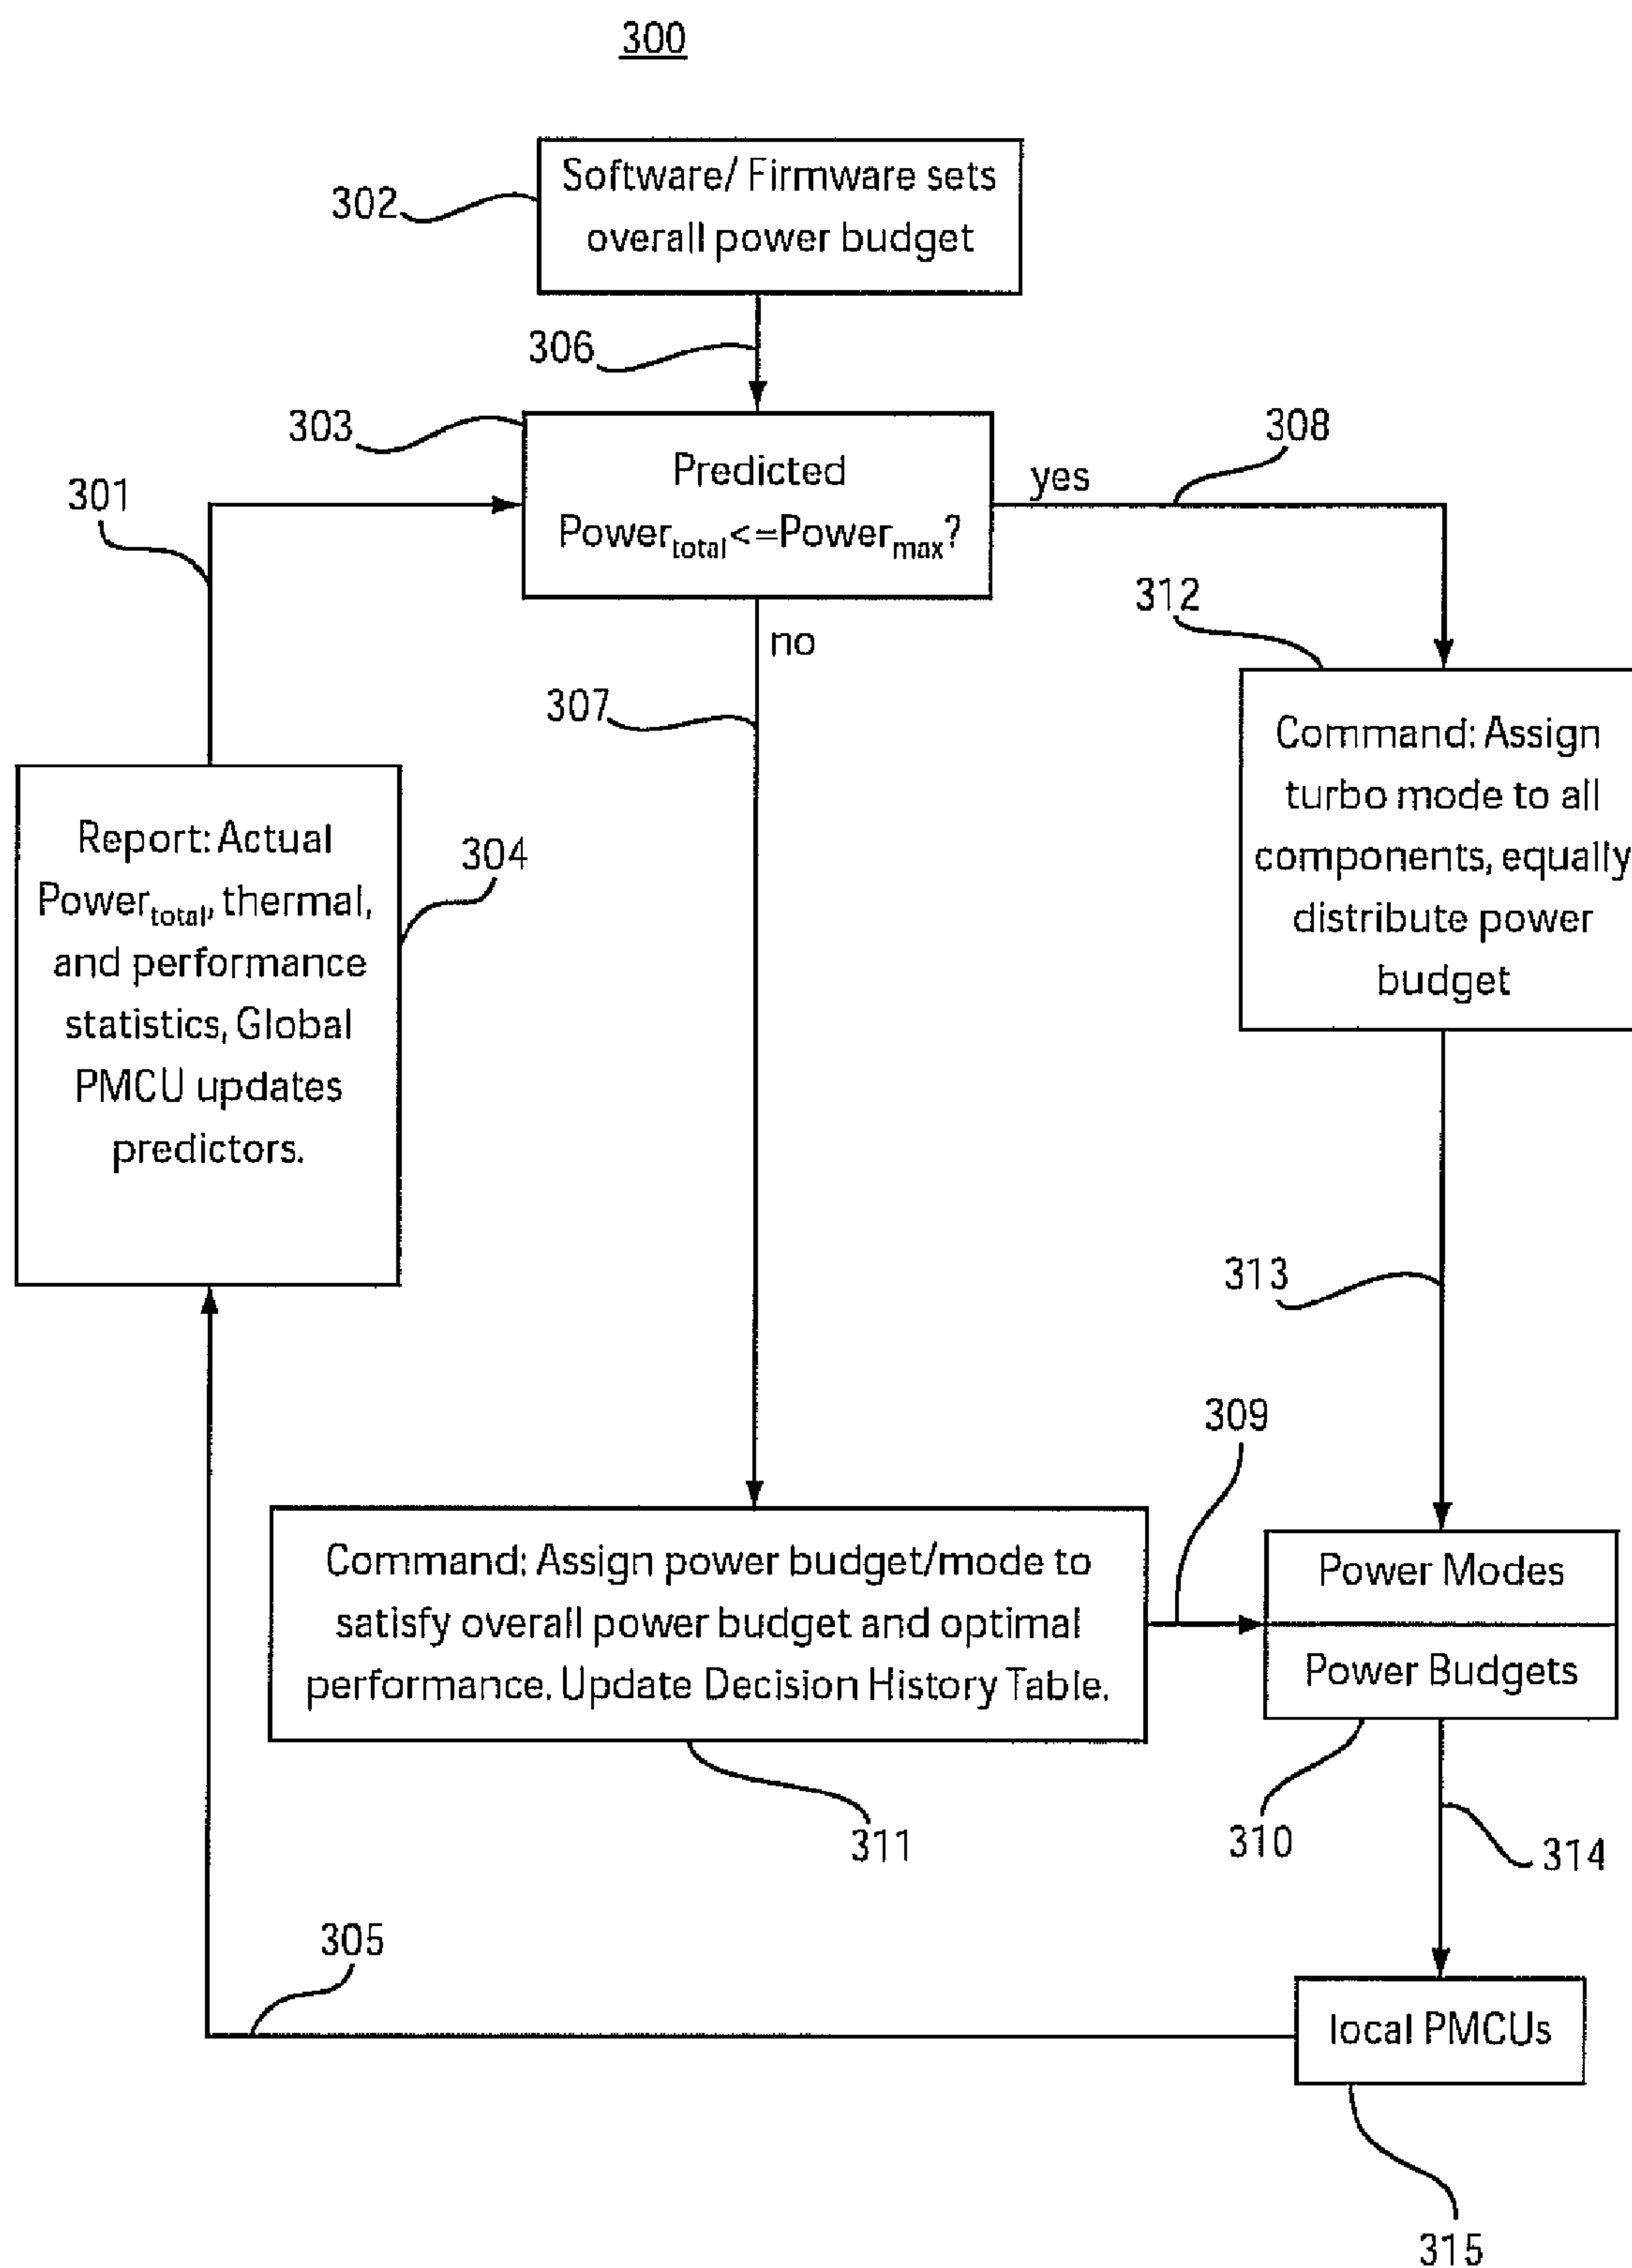 300
302
Software/ Firmware sets
overall power budget
306
303
Predicted
Power_total<=Power_max?
yes
308
301
no
307
312
Command: Assign
turbo mode to all
components, equally
distribute power
budget
Report: Actual
Power_total, thermal,
and performance
statistics, Global
PMCU updates
predictors.
304
313
309
Command: Assign power budget/mode to
satisfy overall power budget and optimal
performance. Update Decision History Table.
Power Modes
Power Budgets
311
310
314
305
local PMCUs
315